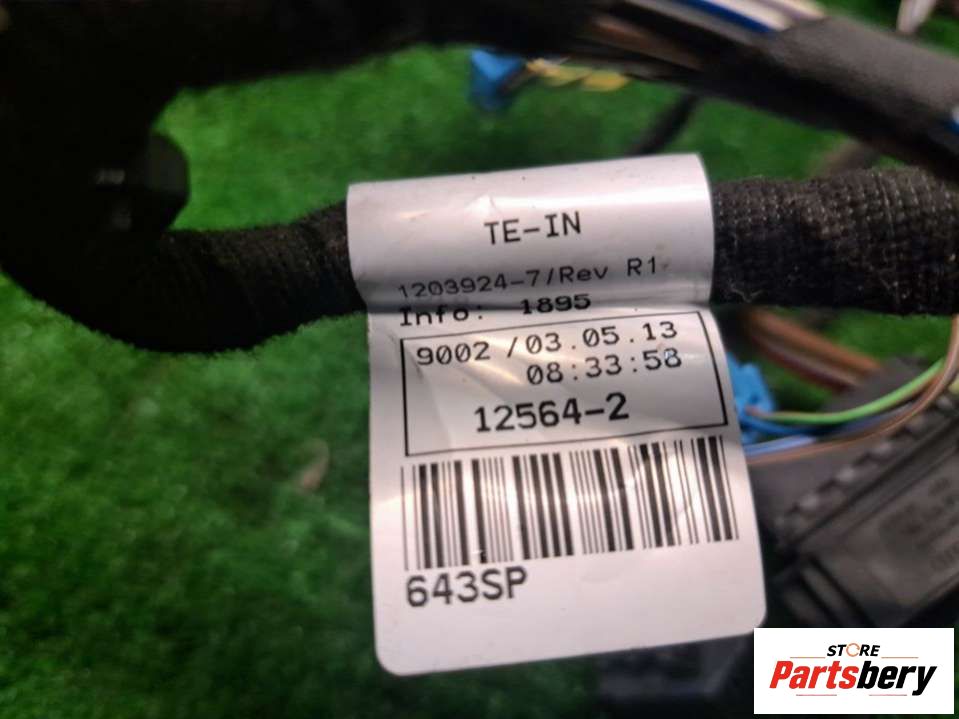 TE-IN
1203924-7/Rev R1
Info: 1895
9002 /03.05.13
08:33:58
12564-2
643SP
STORE
Partsbery